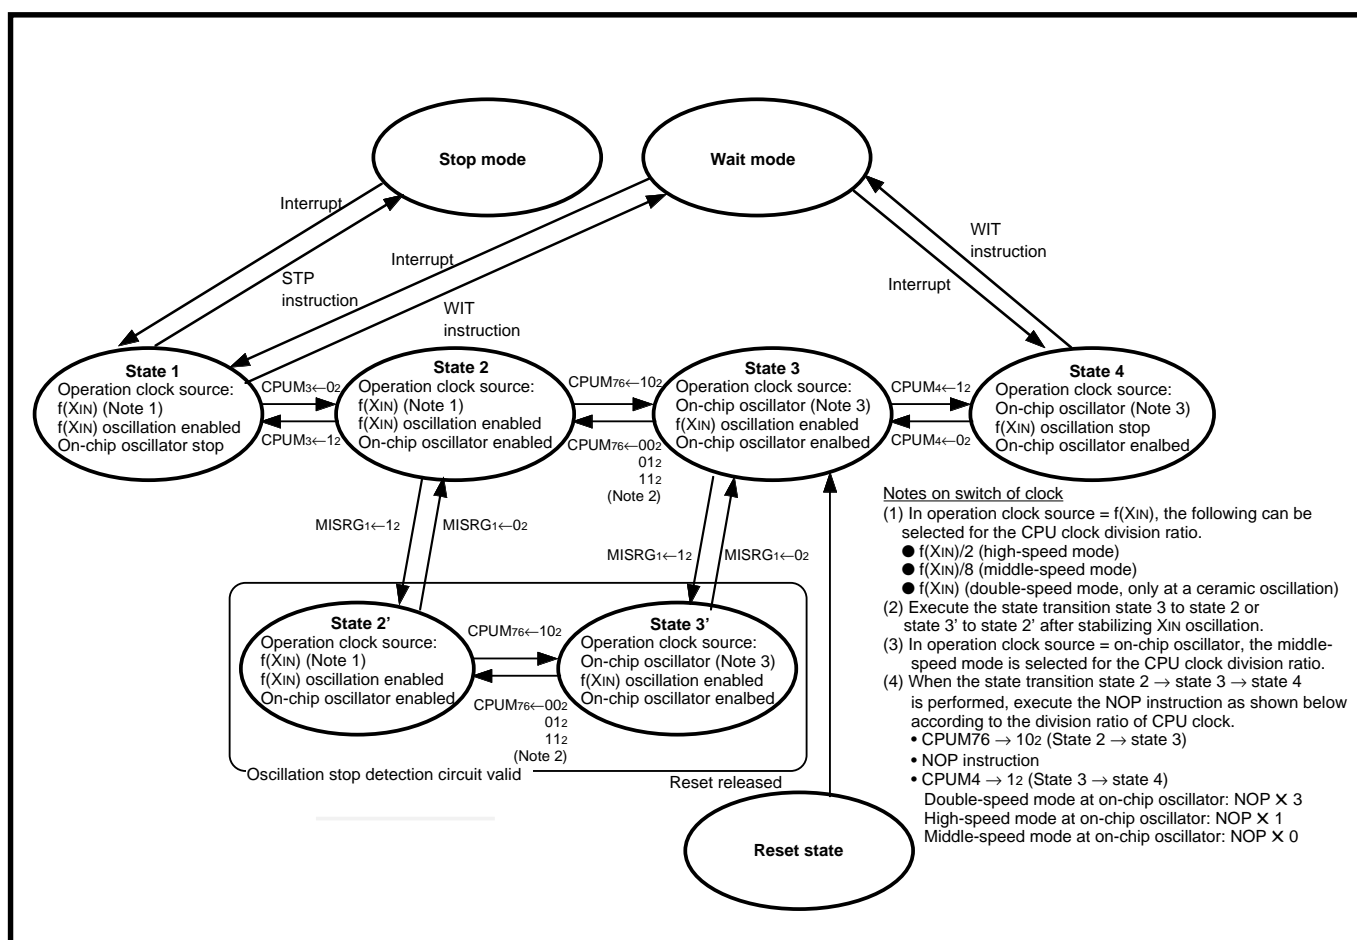 Stop mode
Wait mode
Interrupt
STP
instruction
Interrupt
WIT
instruction
WIT
instruction
Interrupt
State 1
Operation clock source:
f(XIN) (Note 1)
f(XIN) oscillation enabled
On-chip oscillator stop
CPUM3←02
CPUM3←12
State 2
Operation clock source:
f(XIN) (Note 1)
f(XIN) oscillation enabled
On-chip oscillator enabled
CPUM76←102
CPUM76←002
012
112
(Note 2)
State 3
Operation clock source:
On-chip oscillator (Note 3)
f(XIN) oscillation enabled
On-chip oscillator enalbed
CPUM4←12
CPUM4←02
State 4
Operation clock source:
On-chip oscillator (Note 3)
f(XIN) oscillation stop
On-chip oscillator enalbed
MISRG1←12
MISRG1←02
MISRG1←12
MISRG1←02
State 2’
Operation clock source:
f(XIN) (Note 1)
f(XIN) oscillation enabled
On-chip oscillator enabled
CPUM76←102
CPUM76←002
012
112
(Note 2)
State 3’
Operation clock source:
On-chip oscillator (Note 3)
f(XIN) oscillation enabled
On-chip oscillator enalbed
Oscillation stop detection circuit valid
Reset released
Reset state
Notes on switch of clock
(1) In operation clock source = f(XIN), the following can be
selected for the CPU clock division ratio.
● f(XIN)/2 (high-speed mode)
● f(XIN)/8 (middle-speed mode)
● f(XIN) (double-speed mode, only at a ceramic oscillation)
(2) Execute the state transition state 3 to state 2 or
state 3’ to state 2’ after stabilizing XIN oscillation.
(3) In operation clock source = on-chip oscillator, the middle-
speed mode is selected for the CPU clock division ratio.
(4) When the state transition state 2 → state 3 → state 4
is performed, execute the NOP instruction as shown below
according to the division ratio of CPU clock.
• CPUM76 → 102 (State 2 → state 3)
• NOP instruction
• CPUM4 → 12 (State 3 → state 4)
Double-speed mode at on-chip oscillator: NOP ✕ 3
High-speed mode at on-chip oscillator: NOP ✕ 1
Middle-speed mode at on-chip oscillator: NOP ✕ 0